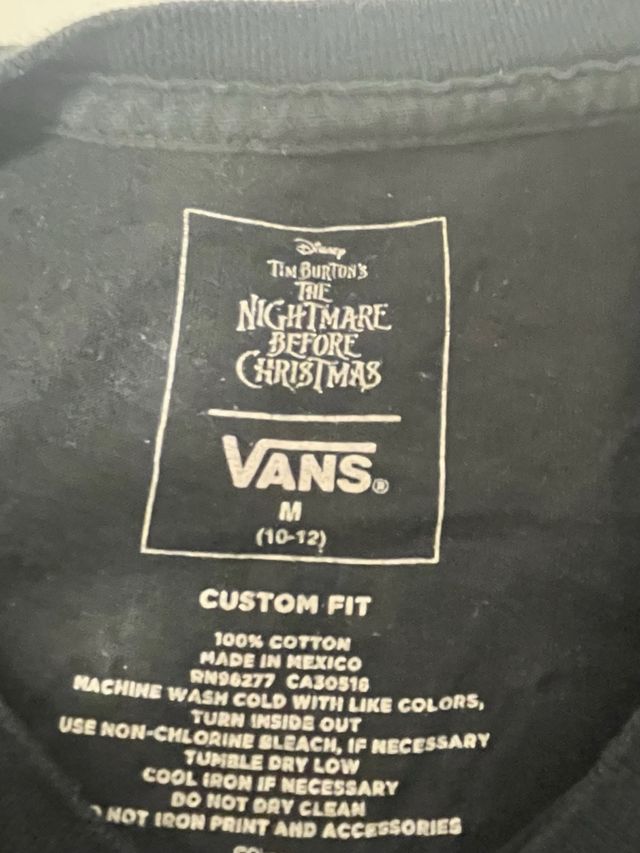 Disney
TIM BURTON'S
THE
NIGHTMARE
BEFORE
CHRISTMAS
VANS®
M
(10-12)
CUSTOM FIT
100% COTTON
MADE IN MEXICO
RN96277 CA30516
MACHINE WASH COLD WITH LIKE COLORS,
TURN INSIDE OUT
USE NON-CHLORINE BLEACH, IF NECESSARY
TUMBLE DRY LOW
COOL IRON IF NECESSARY
DO NOT DRY CLEAN
DO NOT IRON PRINT AND ACCESSORIES